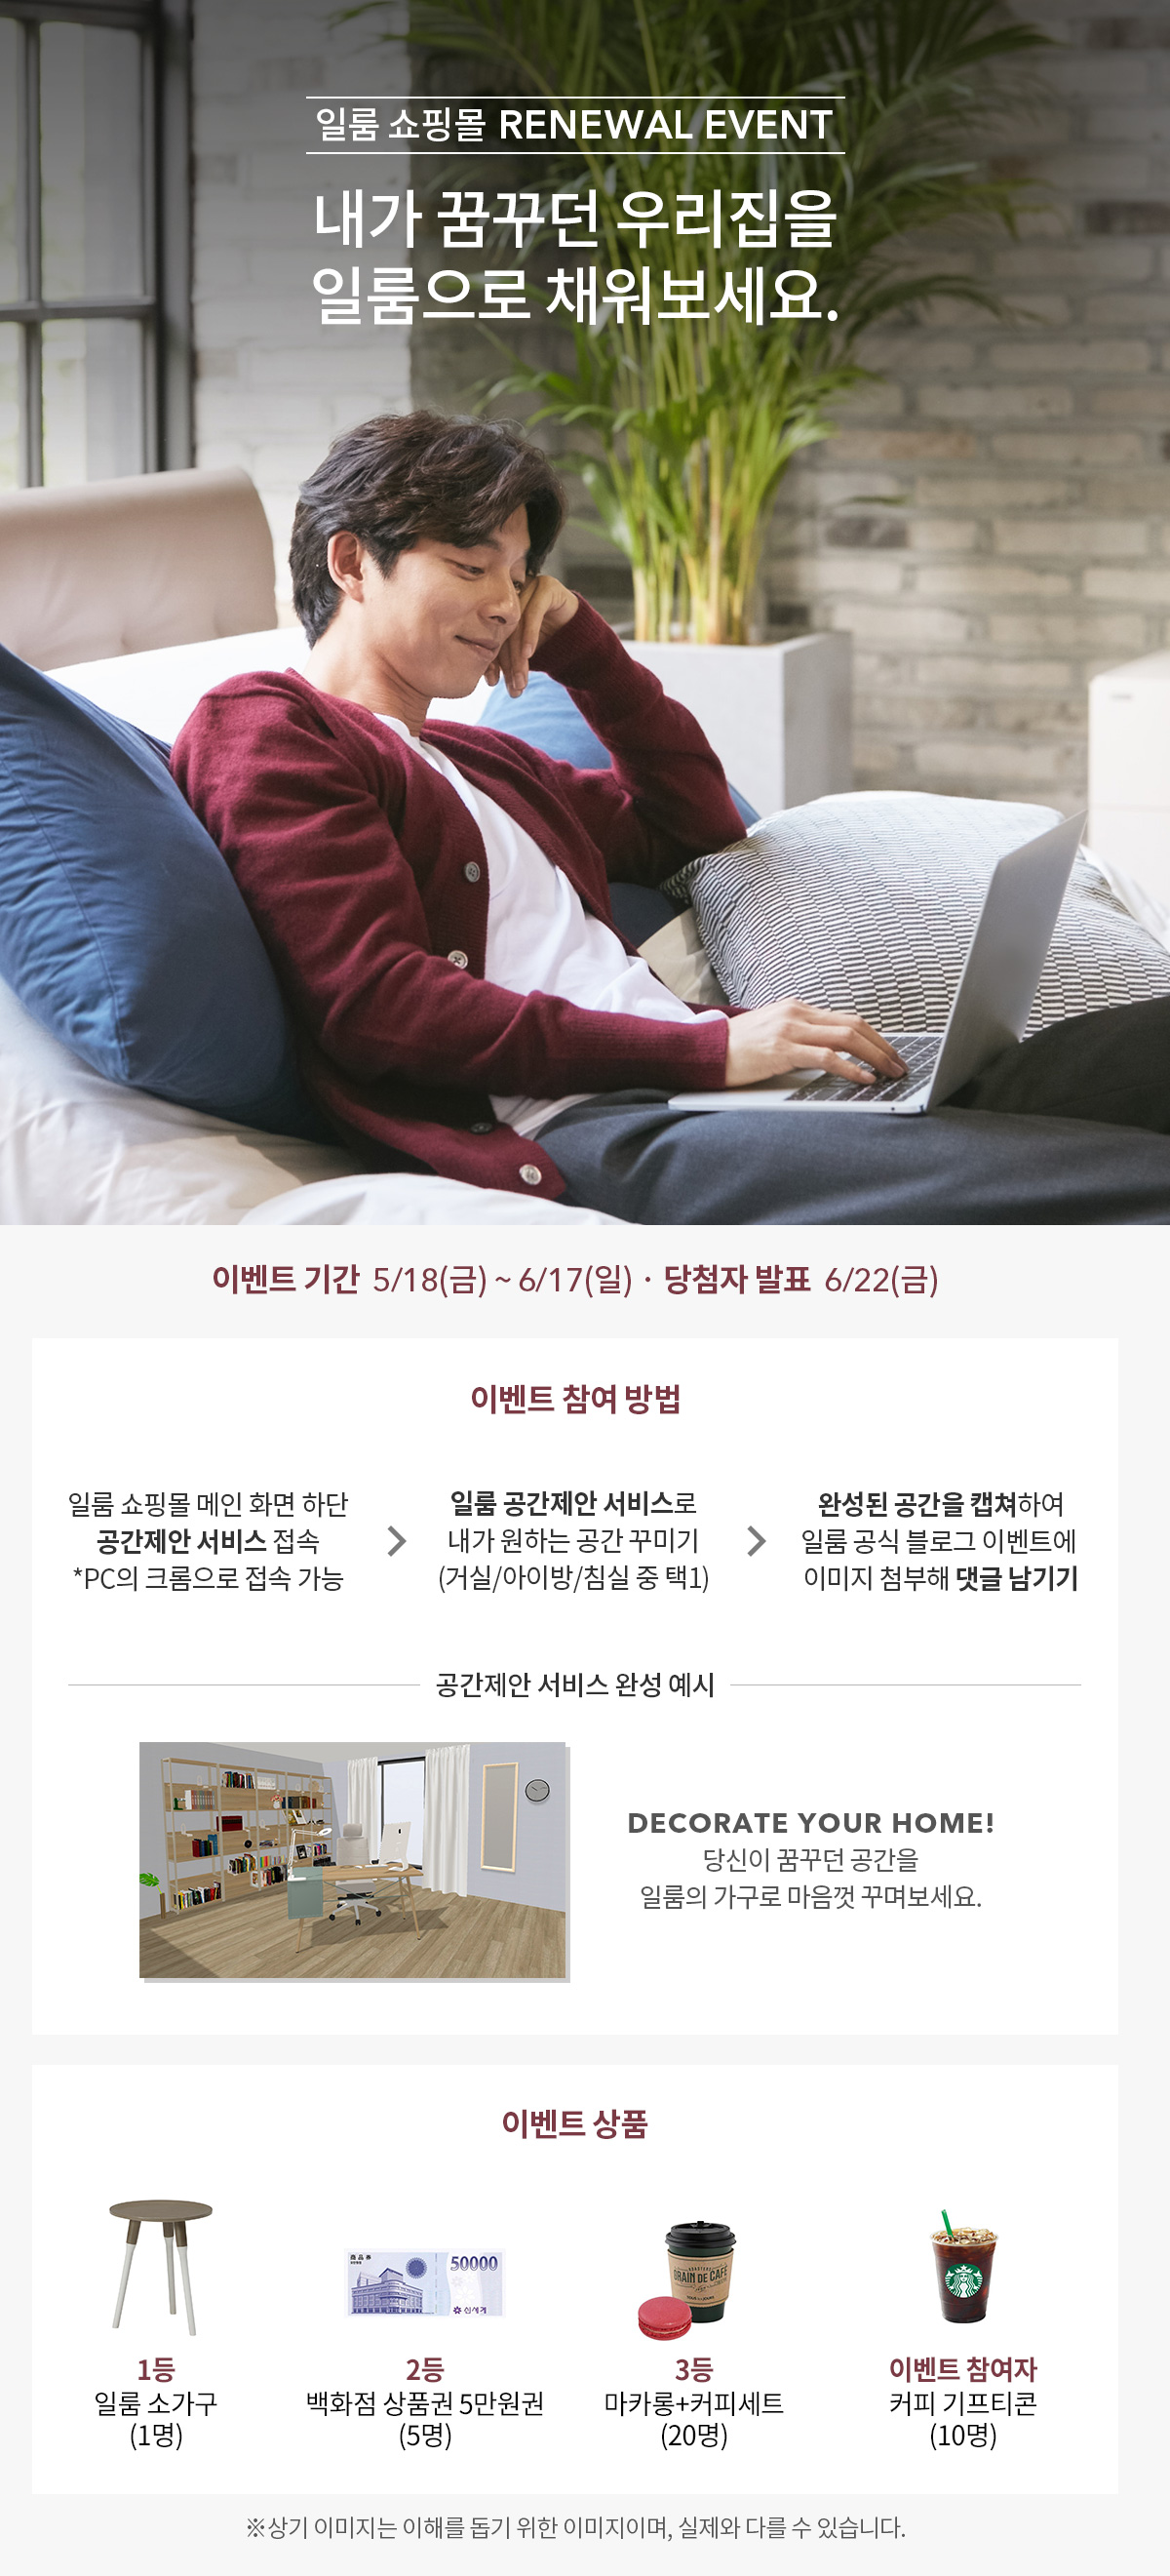 일룸 쇼핑몰 RENEWAL EVENT
내가 꿈꾸던 우리집을
일룸으로 채워보세요.
이벤트 기간 5/18(금) ~ 6/17(일) · 당첨자 발표 6/22(금)
이벤트 참여 방법
일룸 쇼핑몰 메인 화면 하단
공간제안 서비스 접속
*PC의 크롬으로 접속 가능
일룸 공간제안 서비스로
내가 원하는 공간 꾸미기
(거실/아이방/침실 중 택1)
완성된 공간을 캡쳐하여
일룸 공식 블로그 이벤트에
이미지 첨부해 댓글 남기기
공간제안 서비스 완성 예시
DECORATE YOUR HOME!
당신이 꿈꾸던 공간을
일룸의 가구로 마음껏 꾸며보세요.
이벤트 상품
商品券
50000
신세계
GRAIN DE CAFE
1등
일룸 소가구
(1명)
2등
백화점 상품권 5만원권
(5명)
3등
마카롱+커피세트
(20명)
이벤트 참여자
커피 기프티콘
(10명)
※상기 이미지는 이해를 돕기 위한 이미지이며, 실제와 다를 수 있습니다.